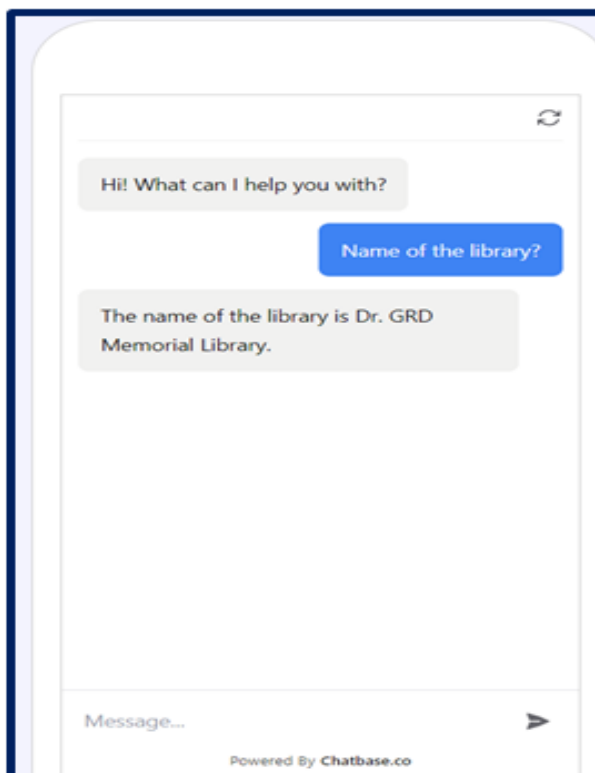 Hi! What can I help you with?
Name of the library?
The name of the library is Dr. GRD
Memorial Library.
Message...
Powered By Chatbase.co